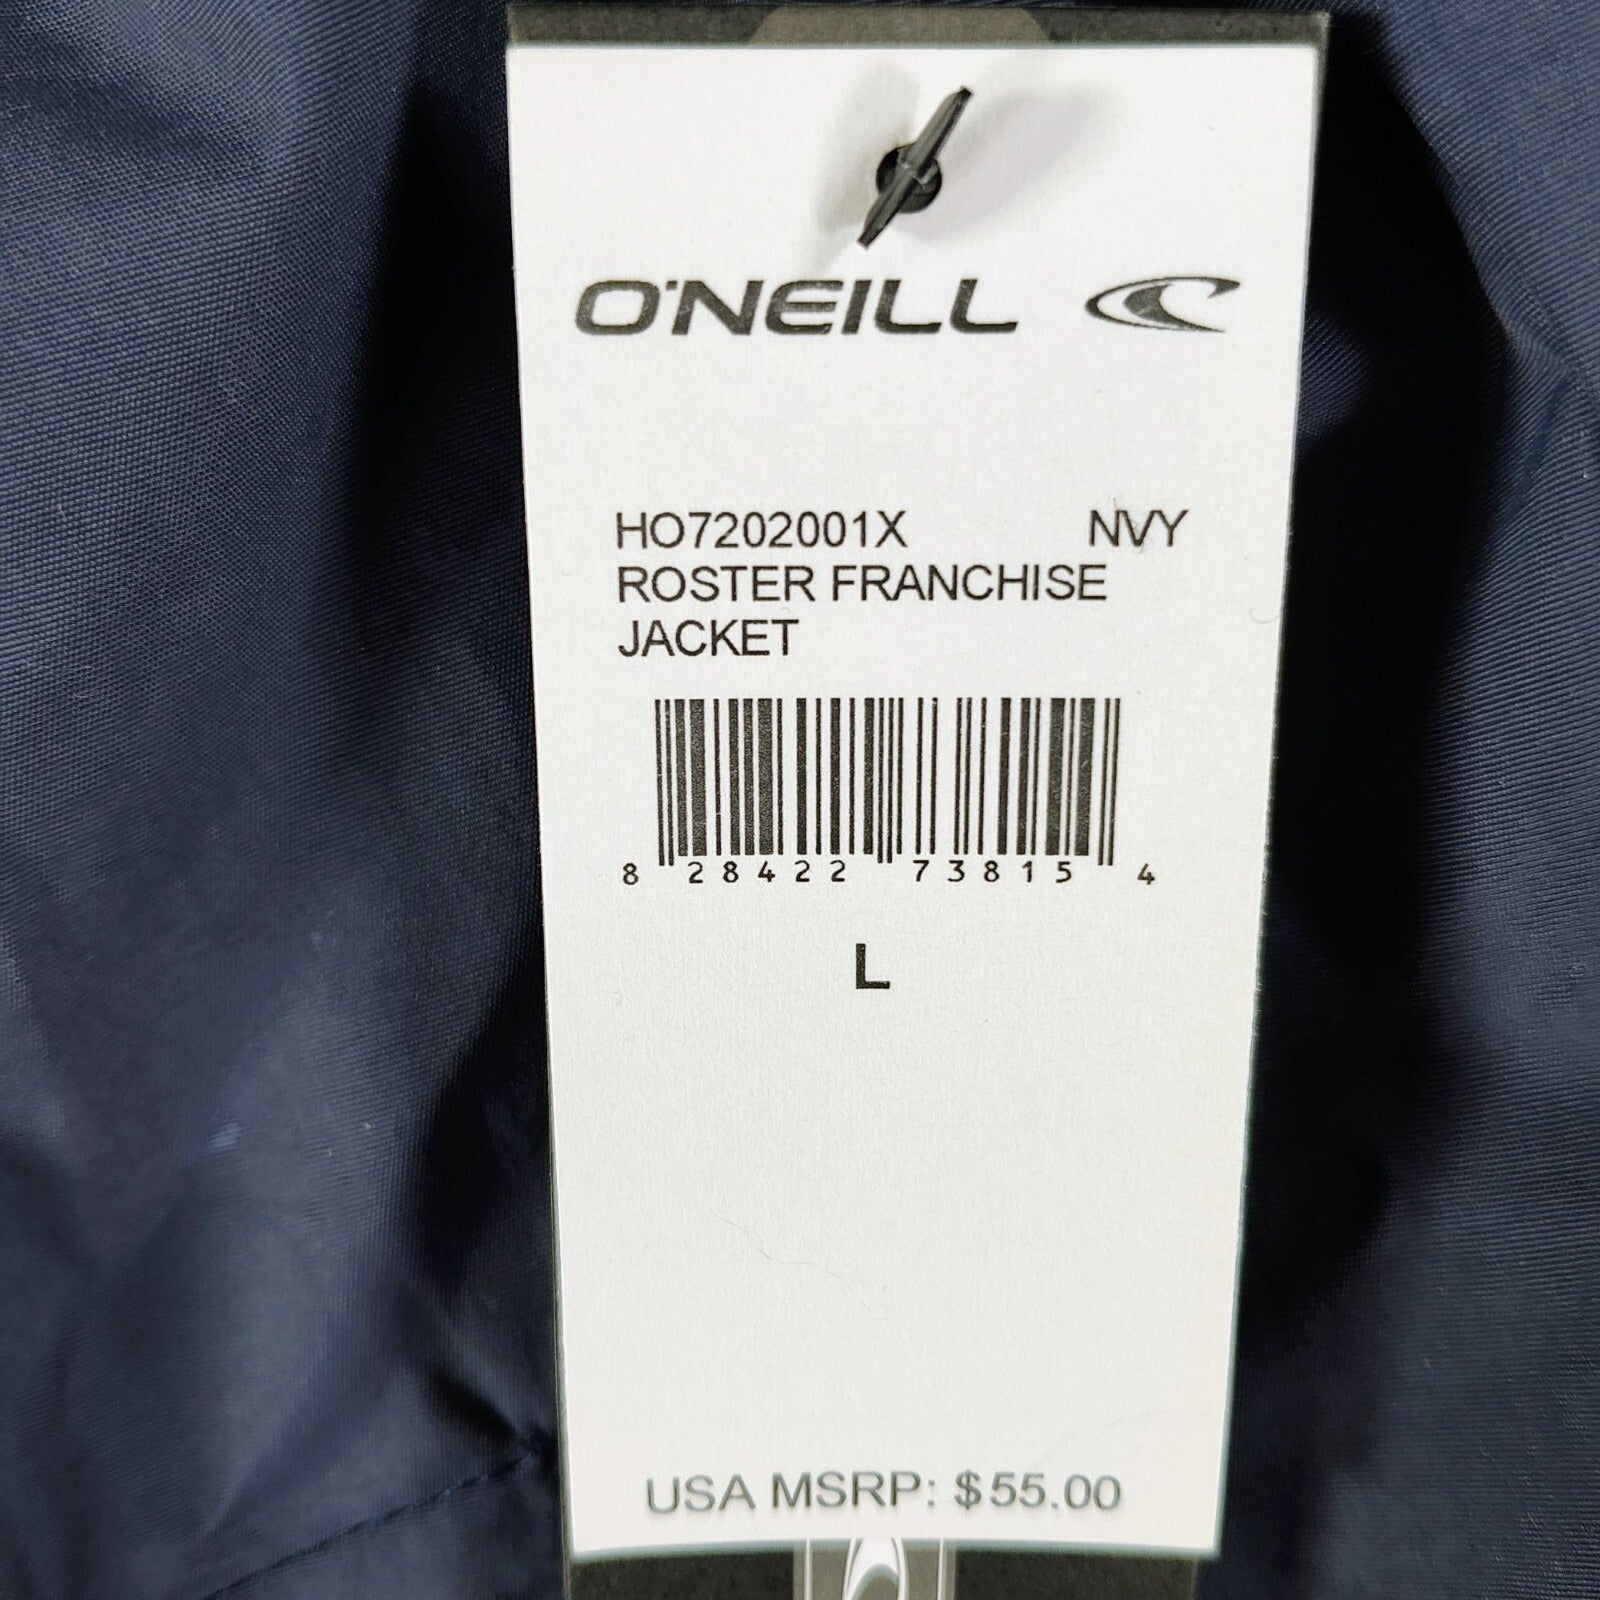 O'NEILL
HO7202001X NVY
ROSTER FRANCHISE
JACKET
8 28422 73815 4
L
USA MSRP: $55.00